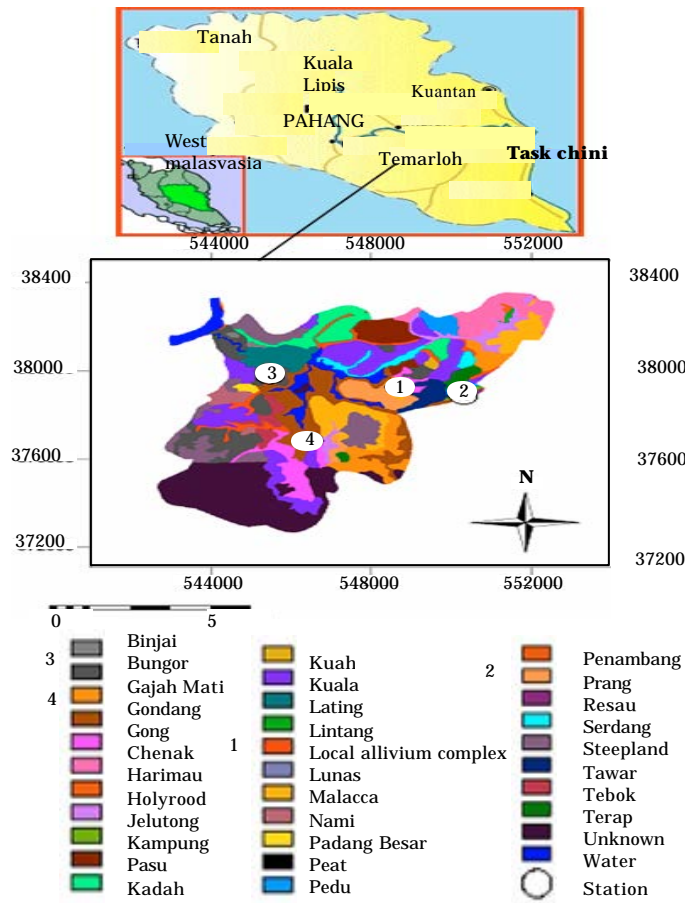 Tanah
Kuala
Lipis
Kuantan
PAHANG
West
malasvasia
Temarloh
Task chini
544000 548000 552000
38400 38400
38000 38000
3
1
2
4
37600 37600
N
37200 37200
544000 548000 552000
0 5
3
4
Binjai
Bungor
Gajah Mati
Gondang
Gong
Chenak
Harimau
Holyrood
Jelutong
Kampung
Pasu
Kadah
1
Kuah
Kuala
Lating
Lintang
Local allivium complex
Lunas
Malacca
Nami
Padang Besar
Peat
Pedu
2
Penambang
Prang
Resau
Serdang
Steepland
Tawar
Tebok
Terap
Unknown
Water
Station